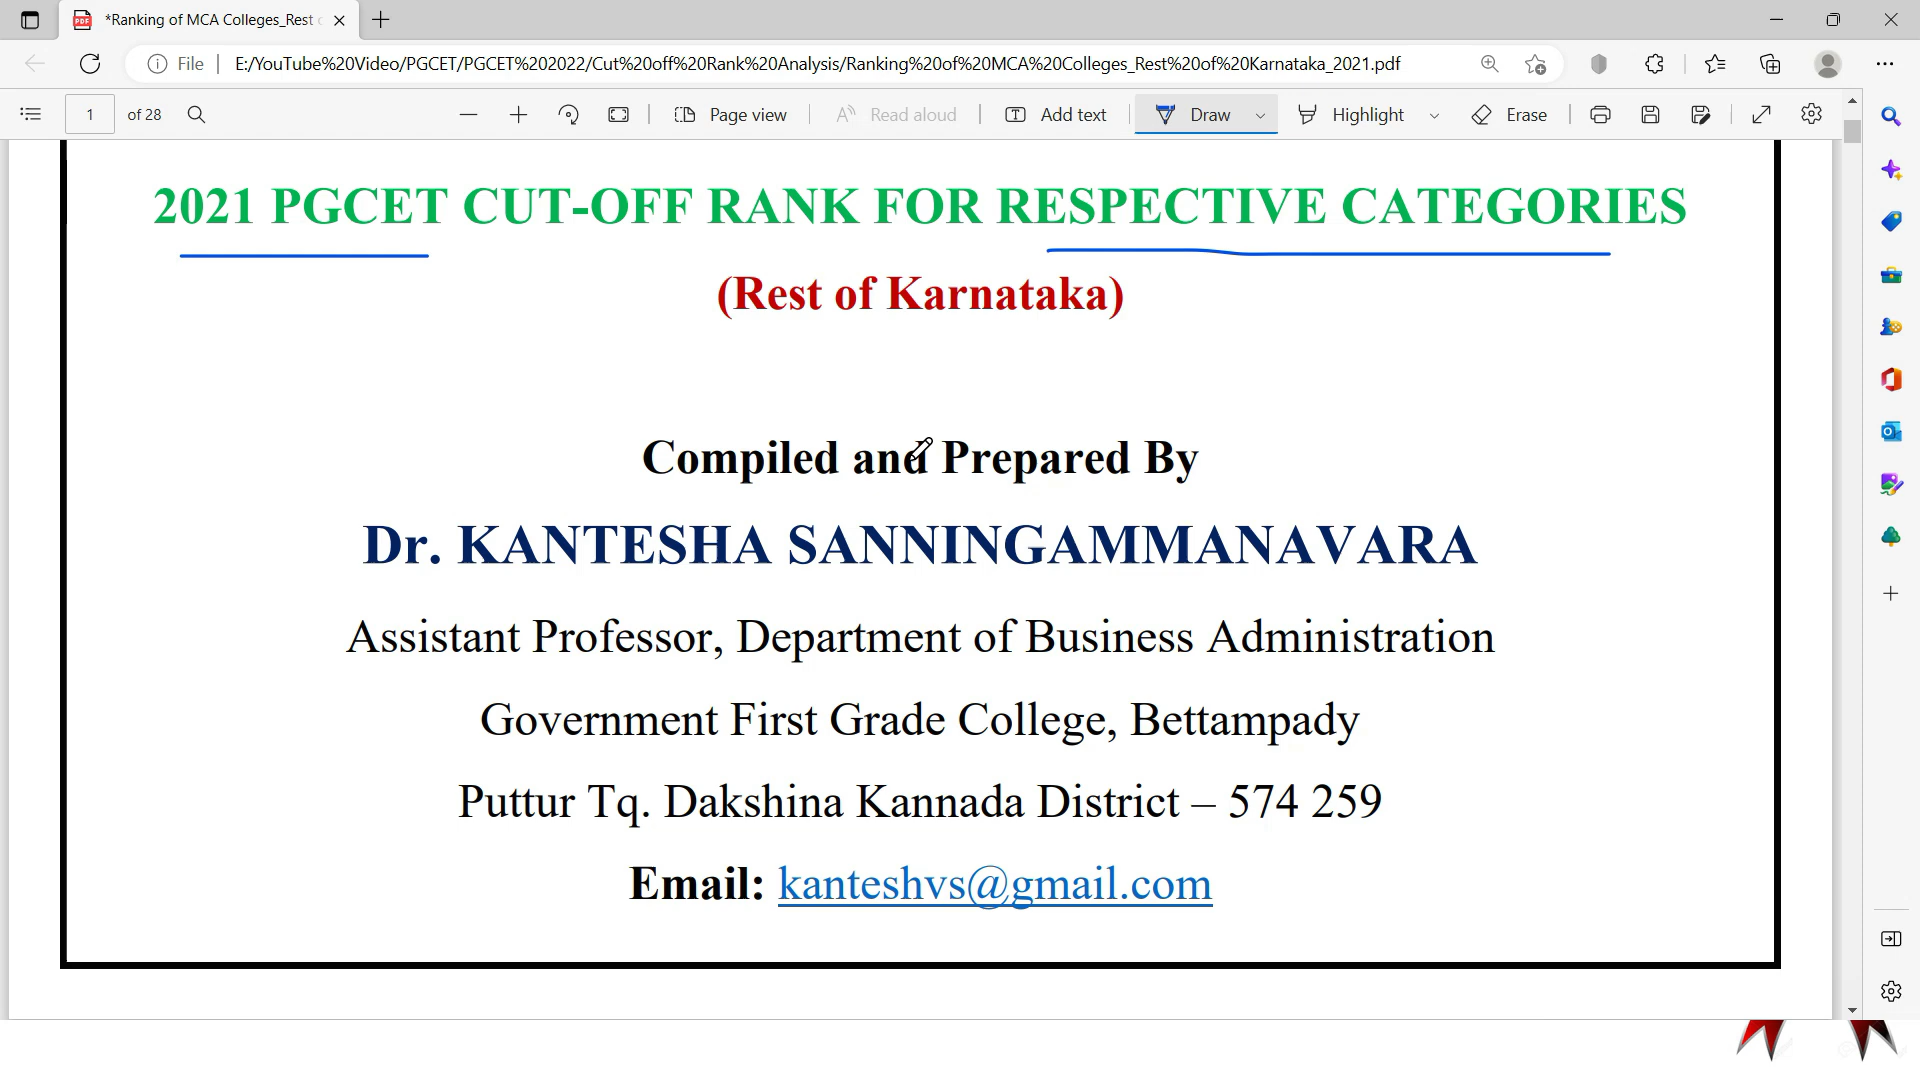 *Ranking of MCA Colleges_Rest
File
E:/YouTube%20Video/PGCET/PGCET%202022/Cut%20off%20Rank%20Analysis/Ranking%20of%20MCA%20Colleges_Rest%20of%20Karnataka_2021.pdf
1 of 28 Page view Read aloud Add text Draw Highlight Erase
2021 PGCET CUT-OFF RANK FOR RESPECTIVE CATEGORIES
(Rest of Karnataka)
Compiled and Prepared By
Dr. KANTESHA SANNINGAMMANAVARA
Assistant Professor, Department of Business Administration
Government First Grade College, Bettampady
Puttur Tq. Dakshina Kannada District – 574 259
Email: kanteshvs@gmail.com